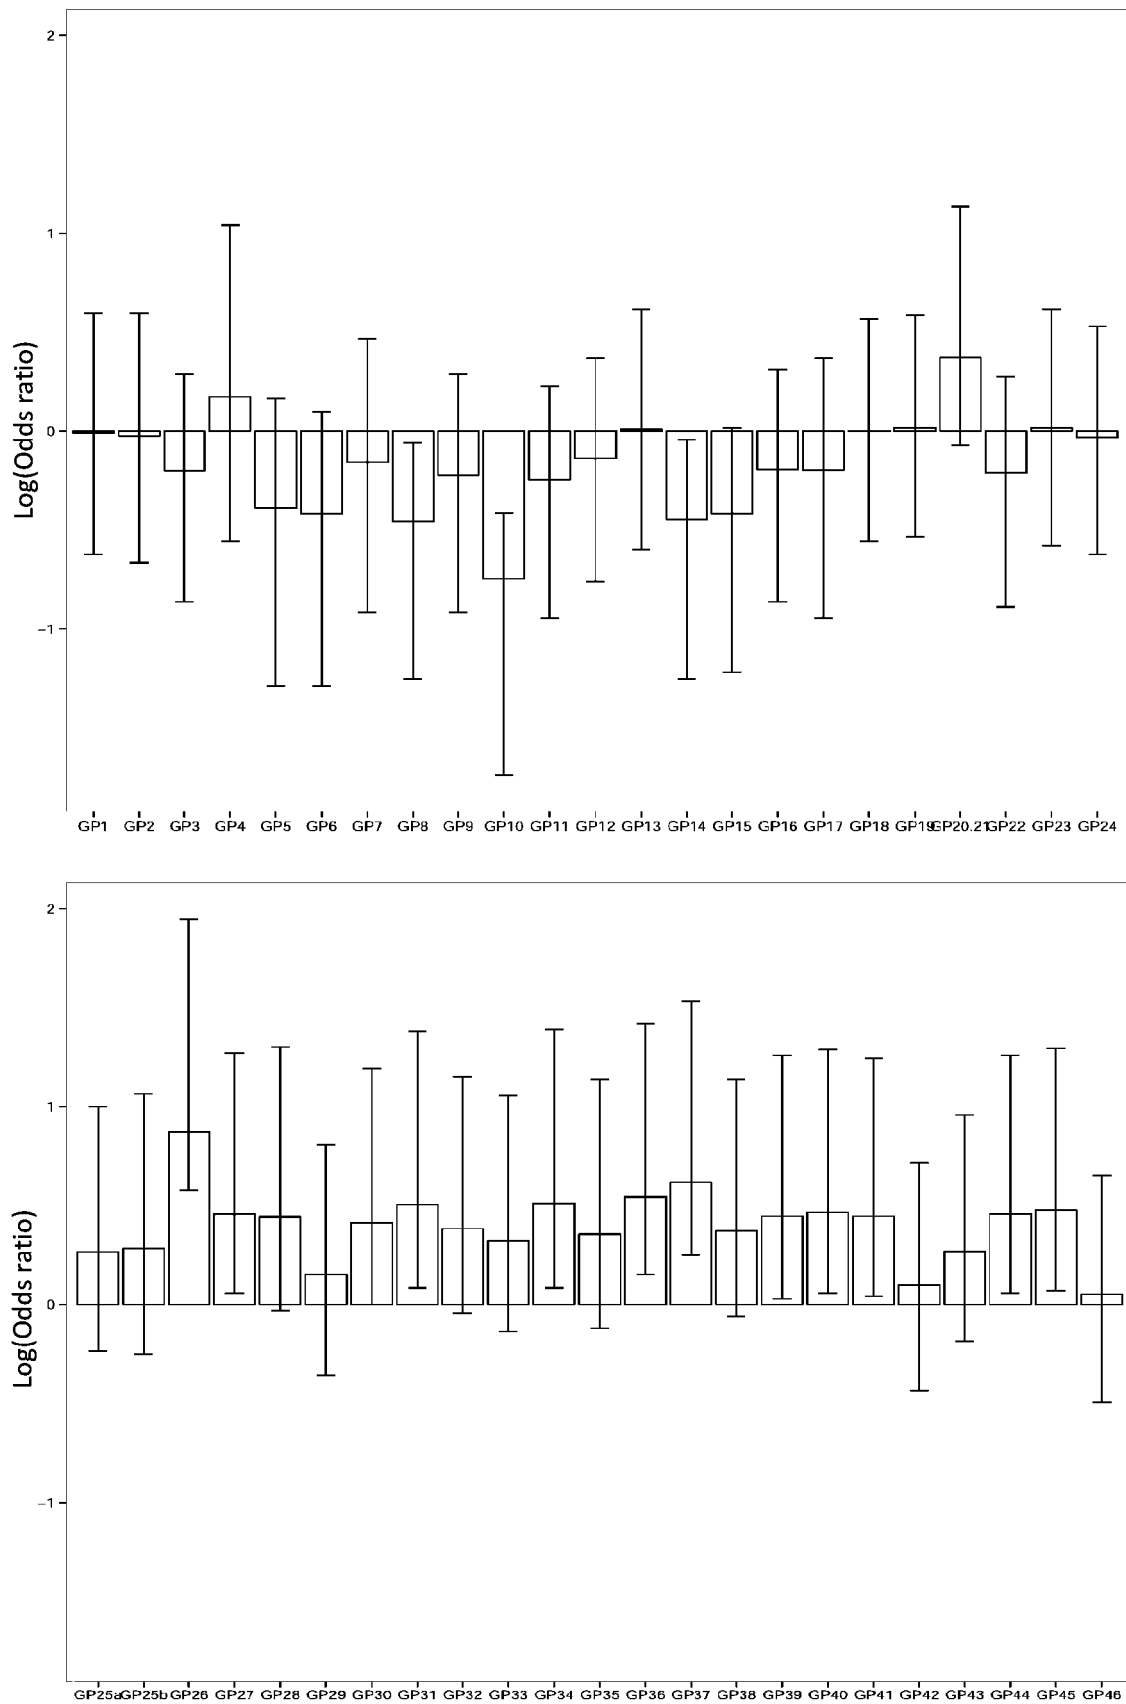 2
1
0
−1
Log(Odds ratio)
GP1 GP2 GP3 GP4 GP5 GP6 GP7 GP8 GP9 GP10 GP11 GP12 GP13 GP14 GP15 GP16 GP17 GP18 GP19 GP20.21 GP22 GP23 GP24
2
1
0
−1
Log(Odds ratio)
GP25a GP25b GP26 GP27 GP28 GP29 GP30 GP31 GP32 GP33 GP34 GP35 GP36 GP37 GP38 GP39 GP40 GP41 GP42 GP43 GP44 GP45 GP46